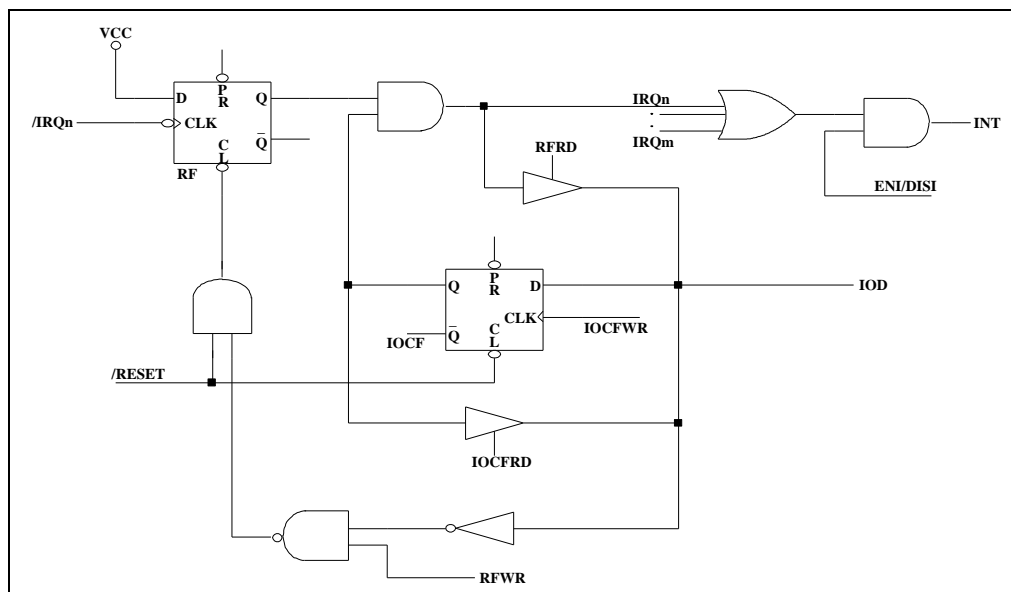 VCC
D
P
R
Q
/IRQn
CLK
Q̅
C
L
RF
IRQn
:
IRQm
INT
ENI/DISI
RFRD
Q
P
R
D
IOD
CLK
IOCFWR
IOCF
Q̅
C
L
/RESET
IOCFRD
RFWR